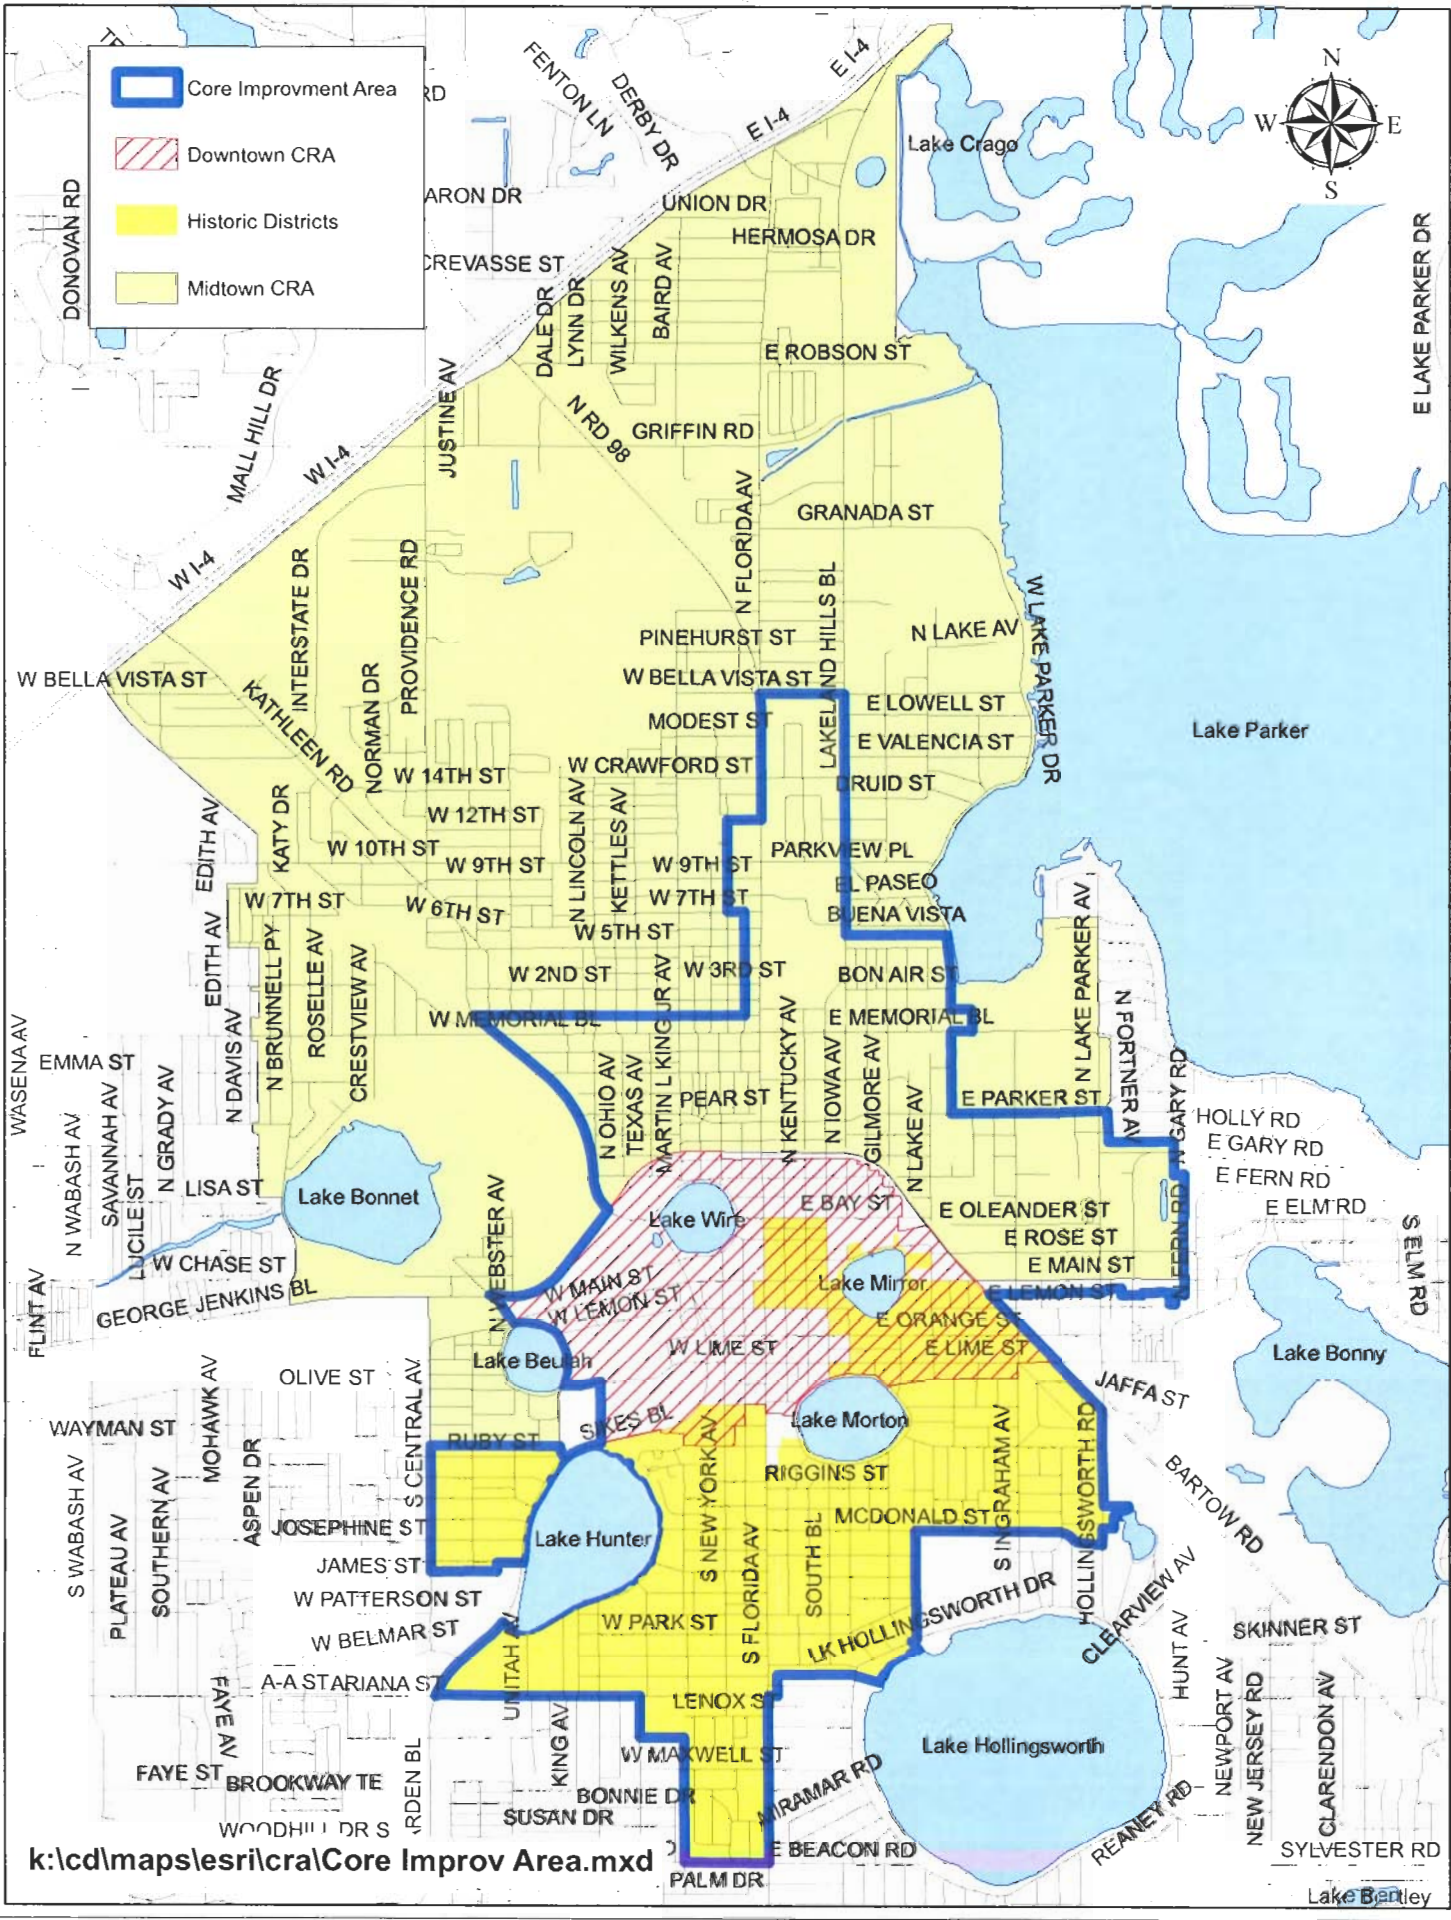 Core Improvment Area
Downtown CRA
Historic Districts
Midtown CRA
N
W
E
S
RD
FENTON LN
DERBY DR
E I-4
E I-4
Lake Crago
DONOVAN RD
ARON DR
UNION DR
HERMOSA DR
CREVASSE ST
DALE DR
LYNN DR
WILKENS AV
BAIRD AV
E LAKE PARKER DR
E ROBSON ST
MALL HILL DR
JUSTINE AV
N RD 98
GRIFFIN RD
W I-4
N FLORIDA AV
GRANADA ST
W I-4
INTERSTATE DR
PROVIDENCE RD
LAKELAND HILLS BL
W LAKE PARKER DR
PINEHURST ST
N LAKE AV
W BELLA VISTA ST
W BELLA VISTA ST
KATHLEEN RD
NORMAN DR
E LOWELL ST
MODEST ST
Lake Parker
E VALENCIA ST
W 14TH ST
W CRAWFORD ST
DRUID ST
EDITH AV
KATY DR
W 12TH ST
N LINCOLN AV
KETTLES AV
W 10TH ST
W 9TH ST
W 9TH ST
PARKVIEW PL
EL PASEO
W 7TH ST
W 6TH ST
W 7TH ST
BUENA VISTA
EDITH AV
W 5TH ST
N LAKE PARKER AV
N BRUNNELL PY
ROSELLE AV
CRESTVIEW AV
W 2ND ST
MARTIN L KING JR AV
W 3RD ST
BON AIR ST
N FORTNER AV
W MEMORIAL BL
N KENTUCKY AV
E MEMORIAL BL
WASENA AV
EMMA ST
N DAVIS AV
N OHIO AV
TEXAS AV
N IOWA AV
GILMORE AV
N GARY RD
SAVANNAH AV
N GRADY AV
PEAR ST
N LAKE AV
E PARKER ST
HOLLY RD
E GARY RD
N WABASH AV
LUCILE ST
LISA ST
Lake Bonnet
N WEBSTER AV
Lake Wire
E BAY ST
E OLEANDER ST
N FERN RD
E FERN RD
E ELM RD
S ELM RD
E ROSE ST
W CHASE ST
W MAIN ST
Lake Mirror
E MAIN ST
FLINT AV
GEORGE JENKINS BL
W LEMON ST
E LEMON ST
E ORANGE ST
W LIME ST
E LIME ST
Lake Beulah
Lake Bonny
OLIVE ST
MOHAWK AV
S CENTRAL AV
JAFFA ST
WAYMAN ST
SIKES BL
Lake Morton
RUBY ST
S WABASH AV
SOUTHERN AV
ASPEN DR
S NEW YORK AV
RIGGINS ST
S INGRAHAM AV
HOLLINGSWORTH RD
BARTOW RD
PLATEAU AV
JOSEPHINE ST
Lake Hunter
S FLORIDA AV
SOUTH BL
MCDONALD ST
JAMES ST
CLEARVIEW AV
W PATTERSON ST
LK HOLLINGSWORTH DR
W PARK ST
W BELMAR ST
UNITAH AV
HUNT AV
SKINNER ST
A-A STARIANA ST
FAYE AV
LENOX ST
NEWPORT AV
NEW JERSEY RD
CLARENDON AV
Lake Hollingsworth
KING AV
W MAXWELL ST
FAYE ST
BROOKWAY TE
RDEN BL
BONNIE DR
MIRAMAR RD
SUSAN DR
REANEY RD
WOODHILL DR S
k:\cd\maps\esri\cra\Core Improv Area.mxd
E BEACON RD
SYLVESTER RD
PALM DR
Lake Bentley